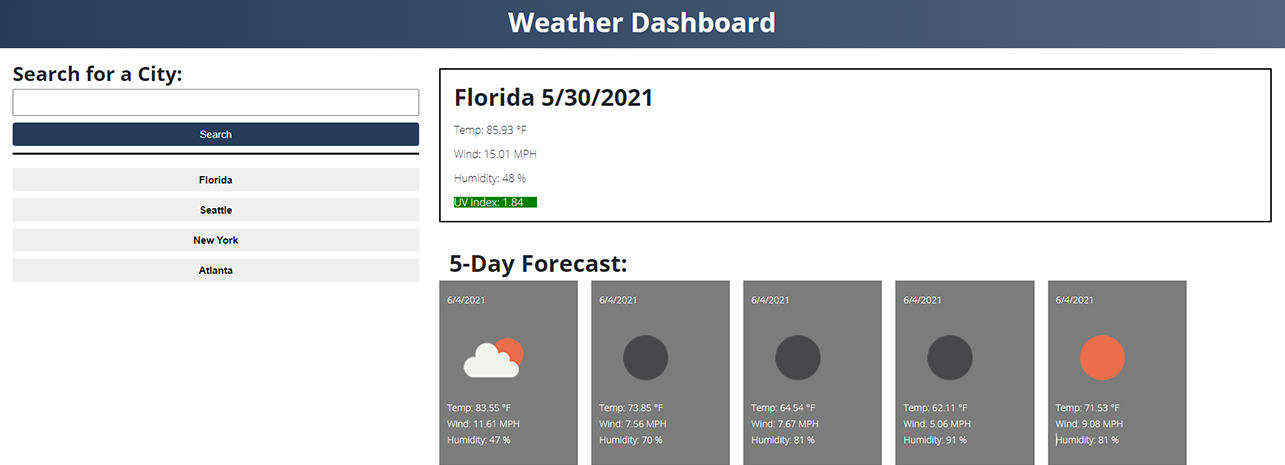 Weather Dashboard
Search for a City:
Search
Florida
Seattle
New York
Atlanta
Florida 5/30/2021
Temp: 85.93 °F
Wind: 15.01 MPH
Humidity: 48 %
UV Index: 1.84
5-Day Forecast:
6/4/2021
Temp: 83.55 °F
Wind: 11.61 MPH
Humidity: 47 %
6/4/2021
Temp: 73.85 °F
Wind: 7.56 MPH
Humidity: 70 %
6/4/2021
Temp: 64.54 °F
Wind: 7.67 MPH
Humidity: 81 %
6/4/2021
Temp: 62.11 °F
Wind: 5.06 MPH
Humidity: 91 %
6/4/2021
Temp: 71.53 °F
Wind: 9.08 MPH
Humidity: 81 %